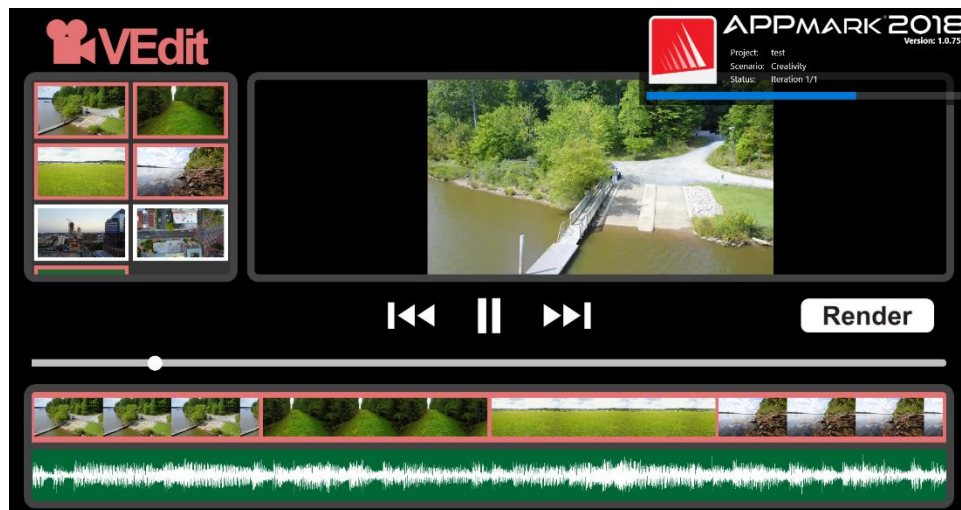 VEdit
APPMARK 2018
Version: 1.0.75
Project: test
Scenario: Creativity
Status: Iteration 1/1
Render